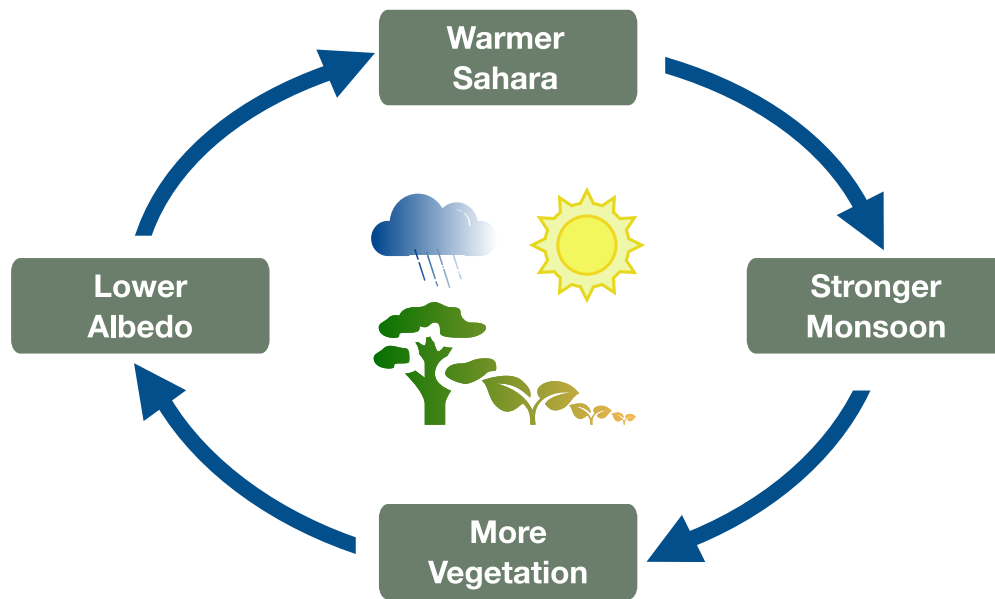 Warmer
Sahara
Stronger
Monsoon
More
Vegetation
Lower
Albedo